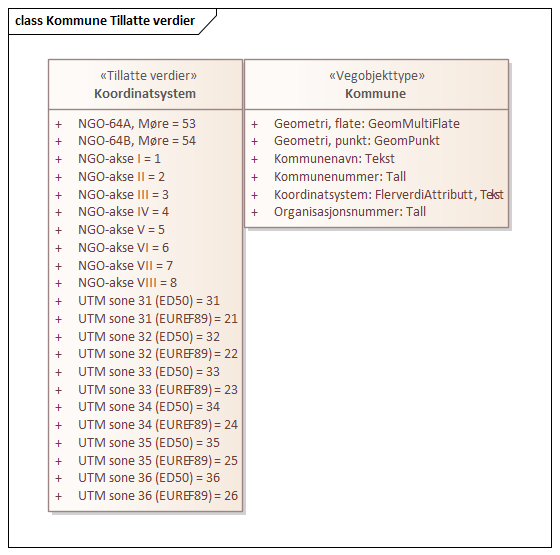 class Kommune Tillatte verdier
«Tillatte verdier»
Koordinatsystem
+ NGO-64A, Møre = 53
+ NGO-64B, Møre = 54
+ NGO-akse I = 1
+ NGO-akse II = 2
+ NGO-akse III = 3
+ NGO-akse IV = 4
+ NGO-akse V = 5
+ NGO-akse VI = 6
+ NGO-akse VII = 7
+ NGO-akse VIII = 8
+ UTM sone 31 (ED50) = 31
+ UTM sone 31 (EUREF89) = 21
+ UTM sone 32 (ED50) = 32
+ UTM sone 32 (EUREF89) = 22
+ UTM sone 33 (ED50) = 33
+ UTM sone 33 (EUREF89) = 23
+ UTM sone 34 (ED50) = 34
+ UTM sone 34 (EUREF89) = 24
+ UTM sone 35 (ED50) = 35
+ UTM sone 35 (EUREF89) = 25
+ UTM sone 36 (ED50) = 36
+ UTM sone 36 (EUREF89) = 26
«Vegobjekttype»
Kommune
+ Geometri, flate: GeomMultiFlate
+ Geometri, punkt: GeomPunkt
+ Kommunenavn: Tekst
+ Kommunenummer: Tall
+ Koordinatsystem: FlerverdiAttributt, Tekst
+ Organisasjonsnummer: Tall